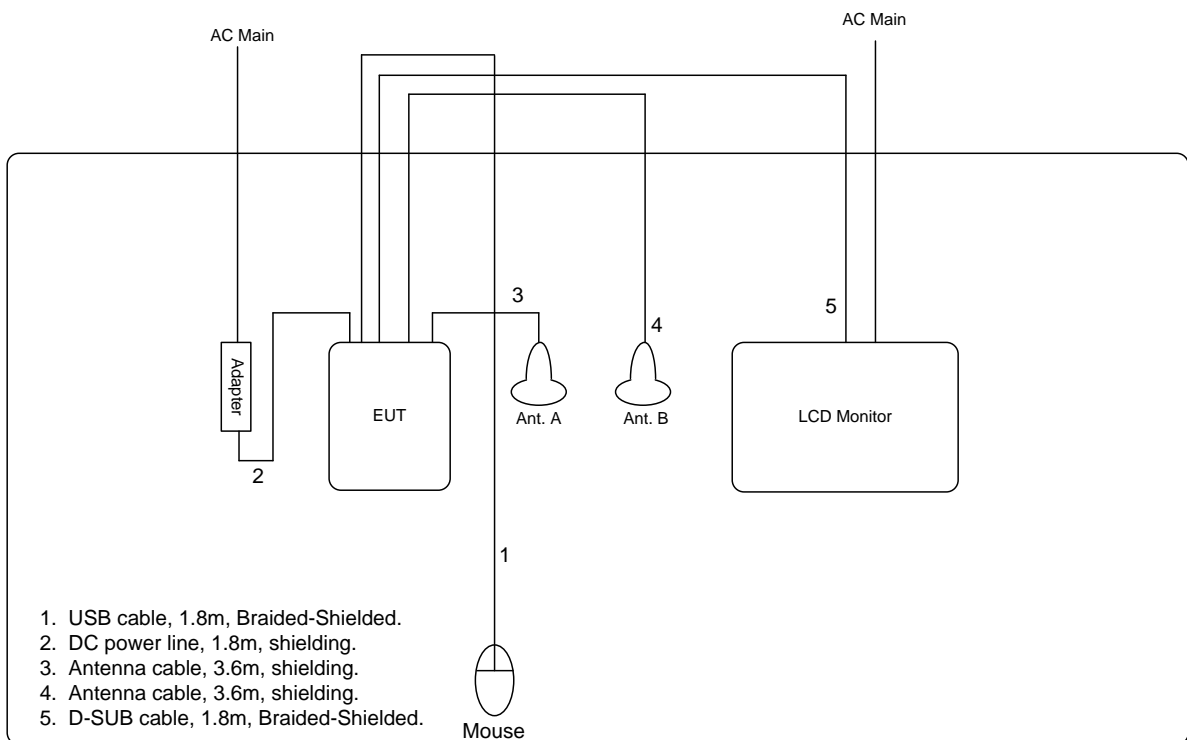 AC Main
AC Main
3
5
4
Adapter
EUT
Ant. A
Ant. B
LCD Monitor
2
1
1. USB cable, 1.8m, Braided-Shielded.
2. DC power line, 1.8m, shielding.
3. Antenna cable, 3.6m, shielding.
4. Antenna cable, 3.6m, shielding.
5. D-SUB cable, 1.8m, Braided-Shielded.
Mouse